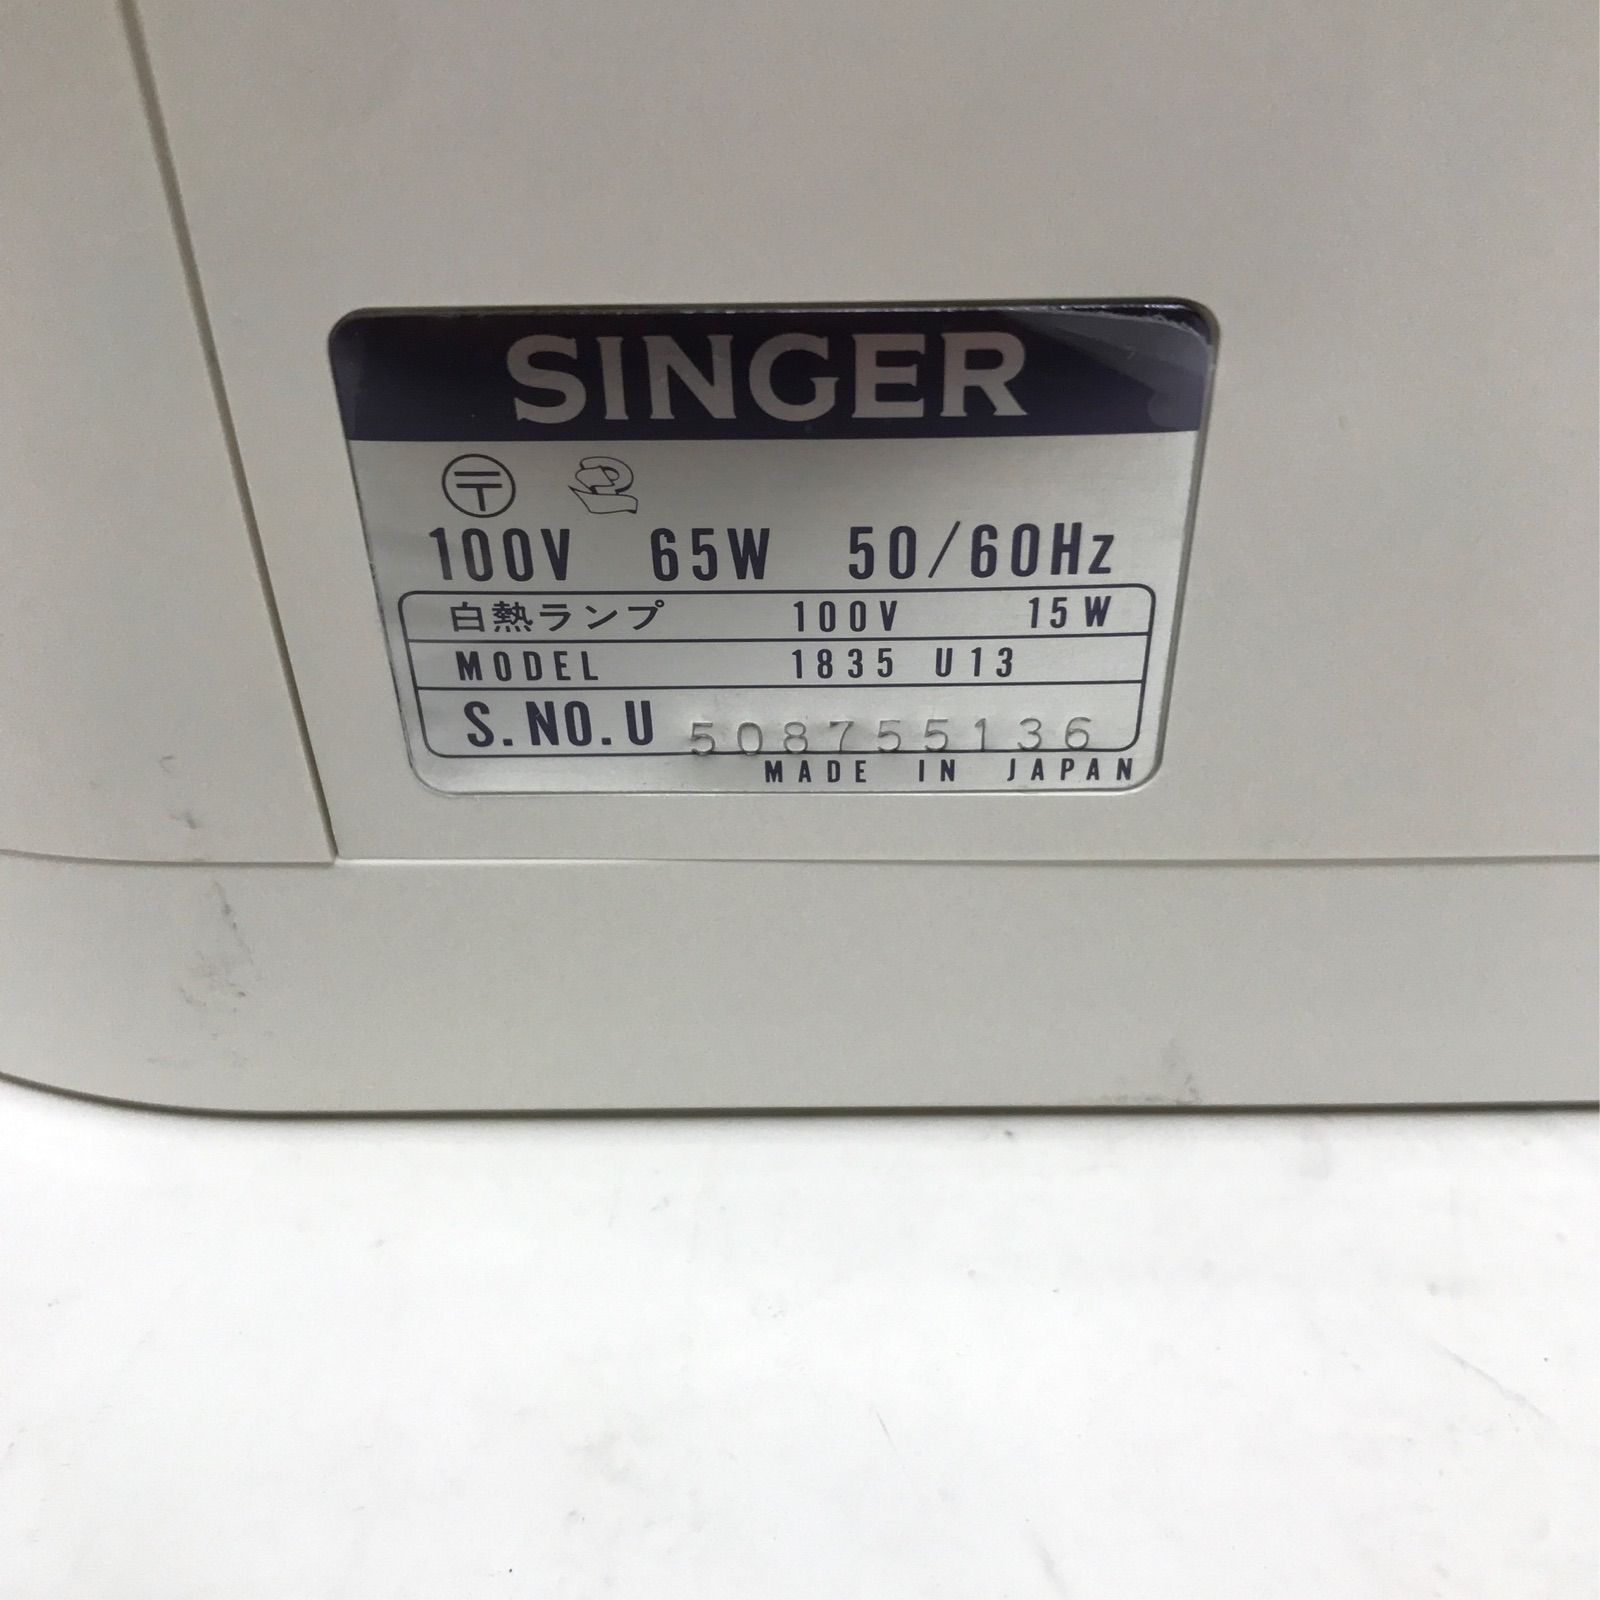 SINGER
〒
100V 65W 50/60Hz
白熱ランプ 100V 15W
MODEL 1835 U13
S.NO.U 508755136
MADE IN JAPAN